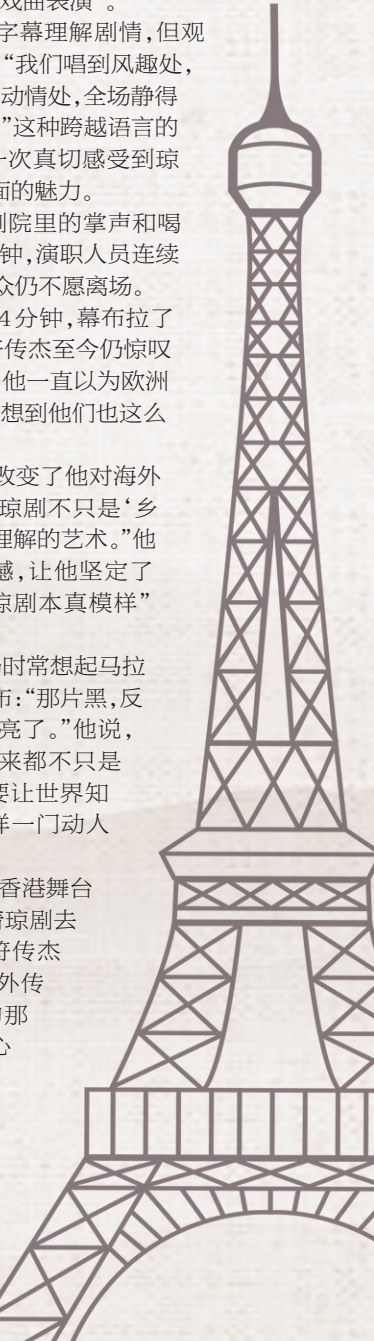 戏曲表演”。
字幕理解剧情,但观
“我们唱到风趣处,
动情处,全场静得
”这种跨越语言的
一次真切感受到琼
面的魅力。
剧院里的掌声和喝
钟,演职人员连续
众仍不愿离场。
4分钟,幕布拉了
符传杰至今仍惊叹
他一直以为欧洲
想到他们也这么
改变了他对海外
琼剧不只是‘乡
理解的艺术。”他
感,让他坚定了
琼剧本真模样”
时常想起马拉
布:“那片黑,反
亮了。”他说,
来都不只是
要让世界知
样一门动人
香港舞台
琼剧去
符传杰
外传
那
心